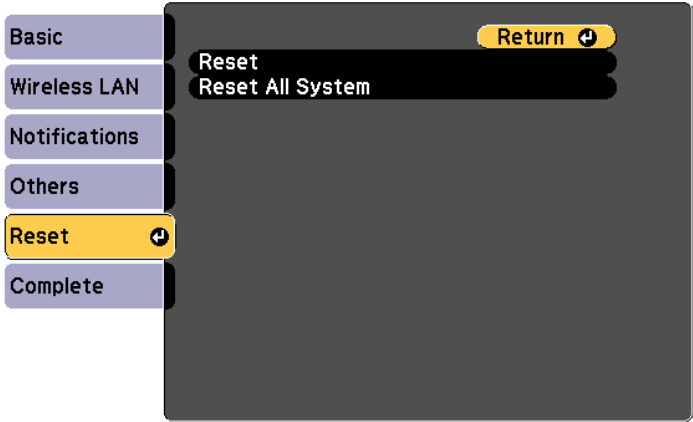 Basic
Wireless LAN
Notifications
Others
Reset
Complete
Return
Reset
Reset All System